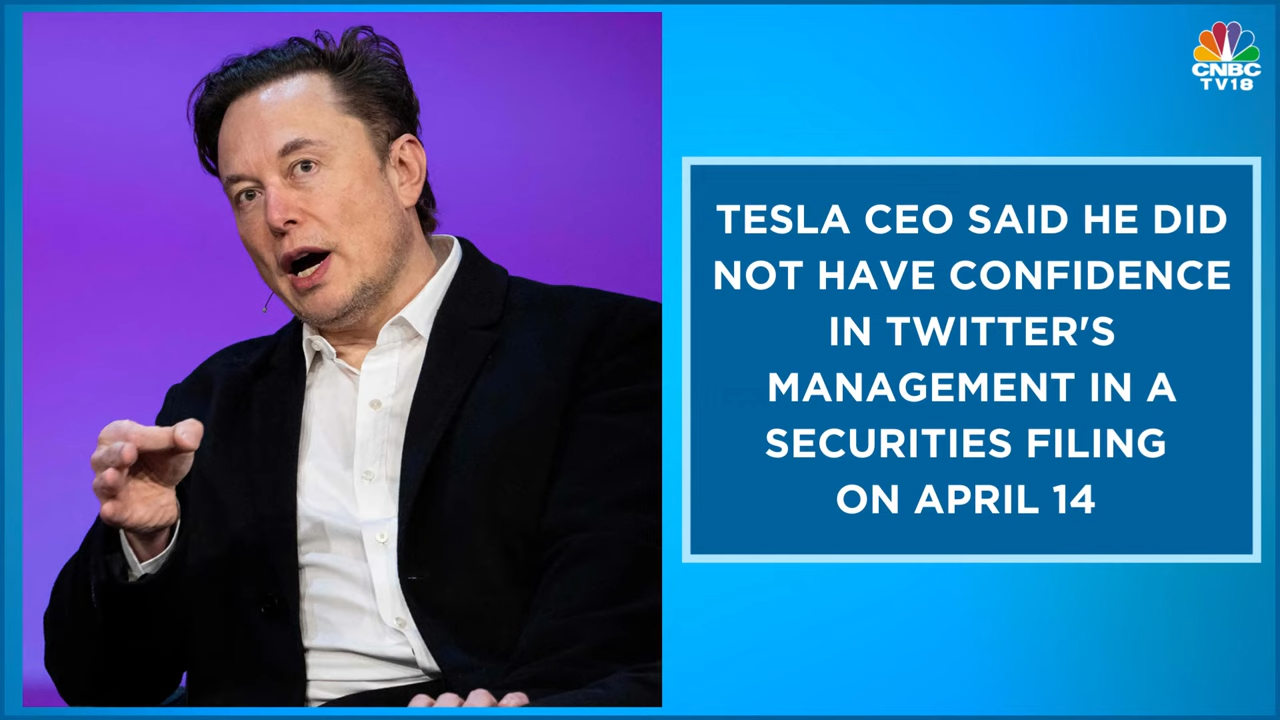 CNBC
TV18
TESLA CEO SAID HE DID
NOT HAVE CONFIDENCE
IN TWITTER'S
MANAGEMENT IN A
SECURITIES FILING
ON APRIL 14